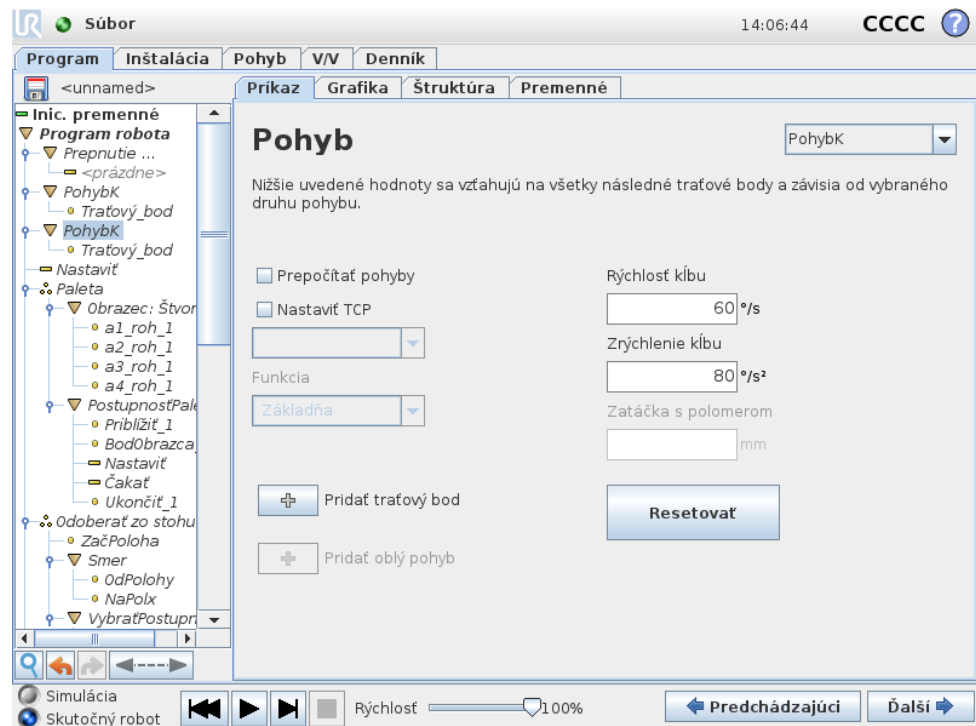 Súbor 14:06:44 CCCC ?
Program Inštalácia Pohyb V/V Denník
<unnamed> Príkaz Grafika Štruktúra Premenné
Inic. premenné
Program robota
Prepnutie ...
<prázdne>
PohybK
Traťový_bod
PohybK
Traťový_bod
Nastaviť
Paleta
Obrazec: Štvor
a1_roh_1
a2_roh_1
a3_roh_1
a4_roh_1
PostupnosťPale
Priblížiť_1
BodObrazca_
Nastaviť
Čakať
Ukončiť_1
Odoberať zo stohu
ZačPoloha
Smer
OdPolohy
NaPolx
VybraťPostupn
Pohyb PohybK
Nižšie uvedené hodnoty sa vzťahujú na všetky následné traťové body a závisia od vybraného
druhu pohybu.
Prepočítať pohyby
Nastaviť TCP
Funkcia
Základňa
Rýchlosť kĺbu
60 °/s
Zrýchlenie kĺbu
80 °/s²
Zatáčka s polomerom
mm
Pridať traťový bod
Resetovať
Pridať oblý pohyb
Simulácia
Skutočný robot
Rýchlosť 100%
Predchádzajúci Ďalší